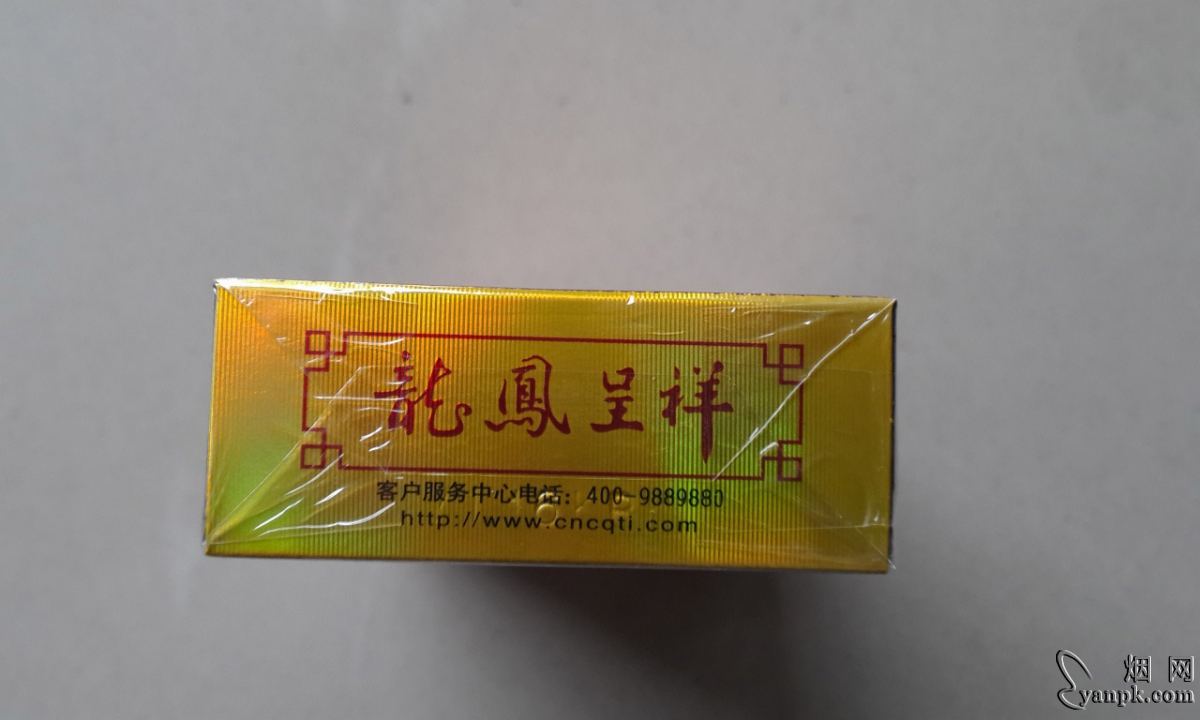 龍鳳呈祥
客户服务中心电话：400-9889880
http://www.cncqti.com
烟网
yanpk.com